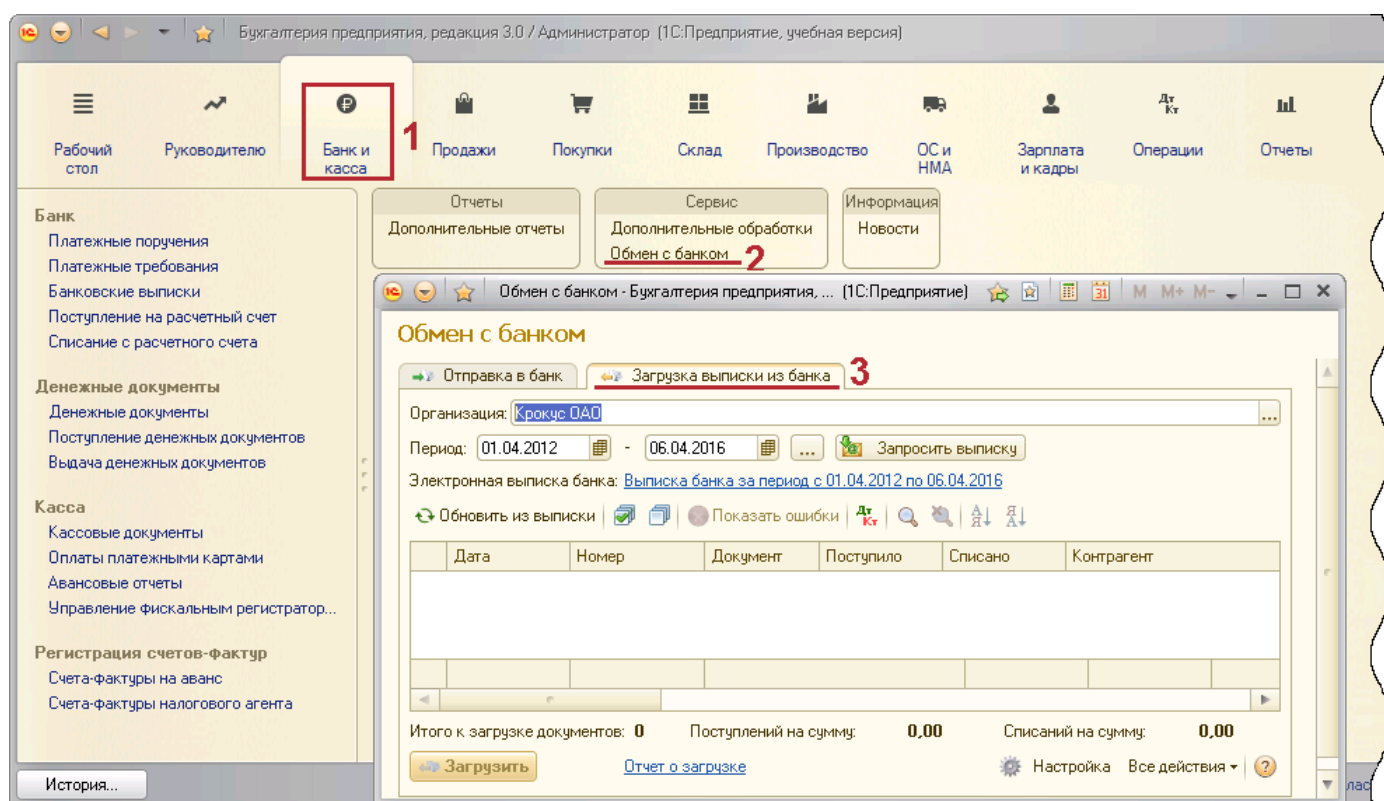 Бухгалтерия предприятия, редакция 3.0 / Администратор (1С:Предприятие, учебная версия)
Рабочий стол
Руководителю
Банк и касса
1
Продажи
Покупки
Склад
Производство
ОС и НМА
Зарплата и кадры
Дт Кт
Операции
Отчеты
Банк
Платежные поручения
Платежные требования
Банковские выписки
Поступление на расчетный счет
Списание с расчетного счета
Денежные документы
Денежные документы
Поступление денежных документов
Выдача денежных документов
Касса
Кассовые документы
Оплаты платежными картами
Авансовые отчеты
Управление фискальным регистратор...
Регистрация счетов-фактур
Счета-фактуры на аванс
Счета-фактуры налогового агента
История...
Отчеты
Дополнительные отчеты
Сервис
Дополнительные обработки
Обмен с банком 2
Информация
Новости
Обмен с банком - Бухгалтерия предприятия, ... (1С:Предприятие) 31 M M+ M-
Обмен с банком
Отправка в банк Загрузка выписки из банка 3
Организация: Крокус ОАО ...
Период: 01.04.2012 - 06.04.2016 ... Запросить выписку
Электронная выписка банка: Выписка банка за период с 01.04.2012 по 06.04.2016
Обновить из выписки Показать ошибки Дт Кт А Я Я А
Дата Номер Документ Поступило Списано Контрагент
Итого к загрузке документов: 0 Поступлений на сумму: 0,00 Списаний на сумму: 0,00
Загрузить Отчет о загрузке Настройка Все действия ?
лас